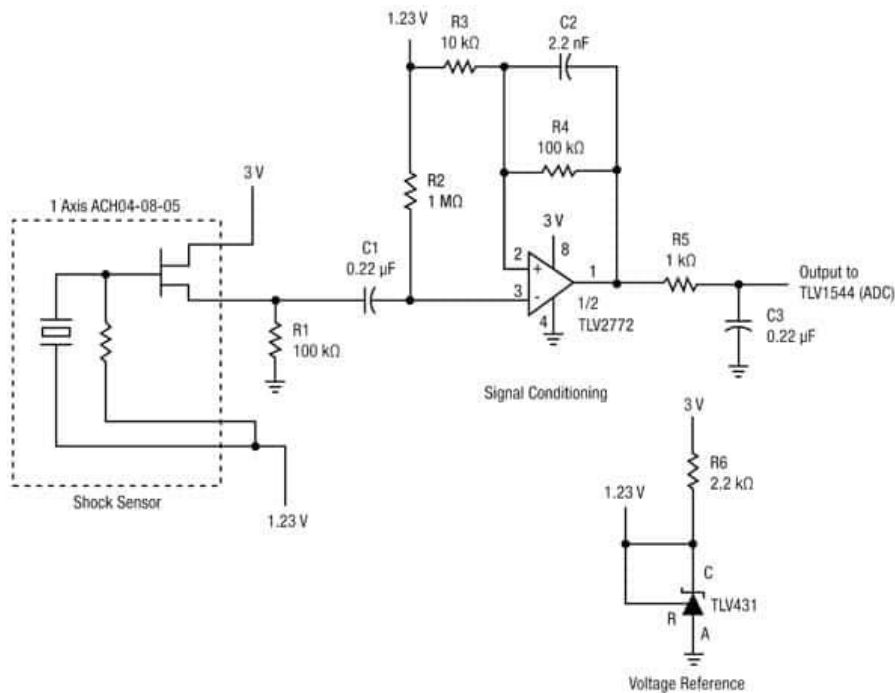 1.23 V
R3
10 kΩ
C2
2.2 nF
R4
100 kΩ
3 V
R2
1 MΩ
1 Axis ACH04-08-05
C1
0.22 µF
3 V
2
8
+
1
3
-
4
1/2
TLV2772
R5
1 kΩ
Output to
TLV1544 (ADC)
C3
0.22 µF
R1
100 kΩ
Signal Conditioning
3 V
R6
2.2 kΩ
1.23 V
Shock Sensor
1.23 V
C
TLV431
R
A
Voltage Reference